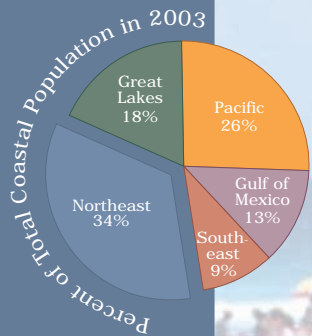 Percent of Total Coastal Population in 2003
Great
Lakes
18%
Pacific
26%
Gulf of
Mexico
13%
South-
east
9%
Northeast
34%